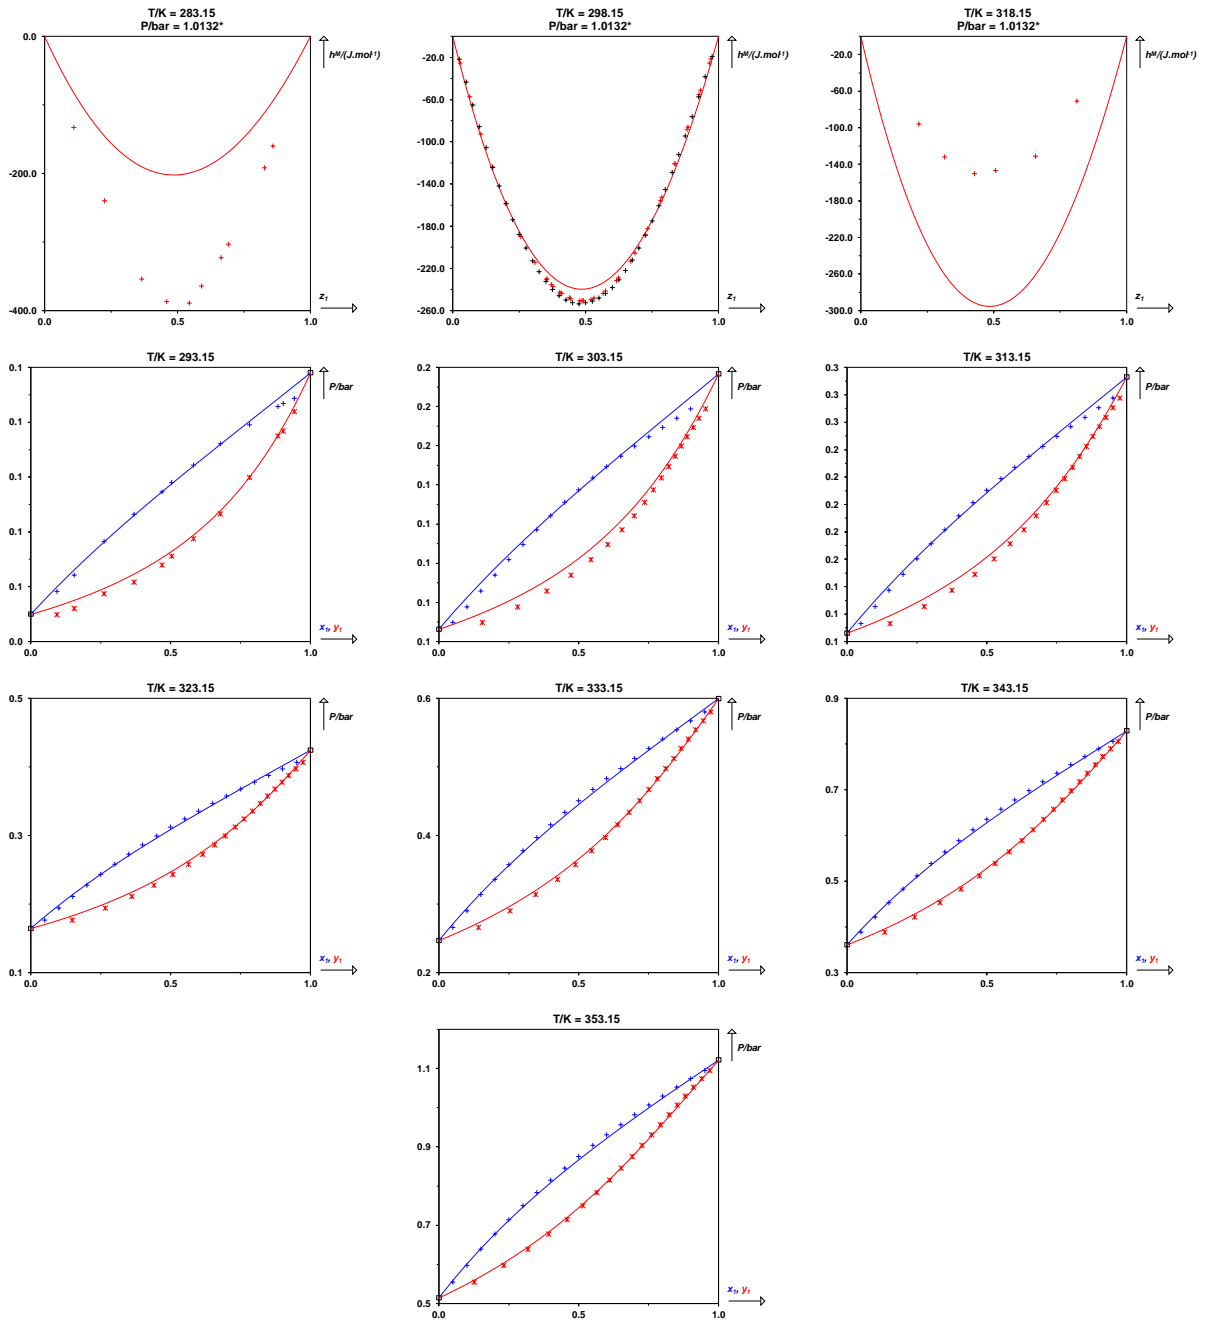 T/K = 283.15
P/bar = 1.0132*
0.0
-200.0
-400.0
0.0
0.5
1.0
hᴹ/(J.mol-1)
z1
T/K = 298.15
P/bar = 1.0132*
-20.0
-60.0
-100.0
-140.0
-180.0
-220.0
-260.0
0.0
0.5
1.0
hᴹ/(J.mol-1)
z1
T/K = 318.15
P/bar = 1.0132*
-20.0
-60.0
-100.0
-140.0
-180.0
-220.0
-260.0
-300.0
0.0
0.5
1.0
hᴹ/(J.mol-1)
z1
T/K = 293.15
0.1
0.1
0.1
0.1
0.1
0.0
0.0
0.5
1.0
P/bar
x1, y1
T/K = 303.15
0.2
0.2
0.2
0.1
0.1
0.1
0.1
0.1
0.0
0.5
1.0
P/bar
x1, y1
T/K = 313.15
0.3
0.3
0.3
0.2
0.2
0.2
0.2
0.2
0.1
0.1
0.1
0.0
0.5
1.0
P/bar
x1, y1
T/K = 323.15
0.5
0.3
0.1
0.0
0.5
1.0
P/bar
x1, y1
T/K = 333.15
0.6
0.4
0.2
0.0
0.5
1.0
P/bar
x1, y1
T/K = 343.15
0.9
0.7
0.5
0.3
0.0
0.5
1.0
P/bar
x1, y1
T/K = 353.15
1.1
0.9
0.7
0.5
0.0
0.5
1.0
P/bar
x1, y1